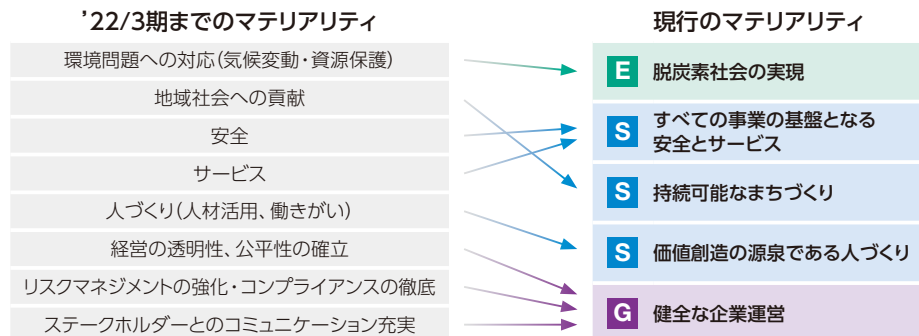 ’22/3期までのマテリアリティ
環境問題への対応（気候変動・資源保護）
地域社会への貢献
安全
サービス
人づくり（人材活用、働きがい）
経営の透明性、公平性の確立
リスクマネジメントの強化・コンプライアンスの徹底
ステークホルダーとのコミュニケーション充実
現行のマテリアリティ
E 脱炭素社会の実現
S すべての事業の基盤となる
安全とサービス
S 持続可能なまちづくり
S 価値創造の源泉である人づくり
G 健全な企業運営